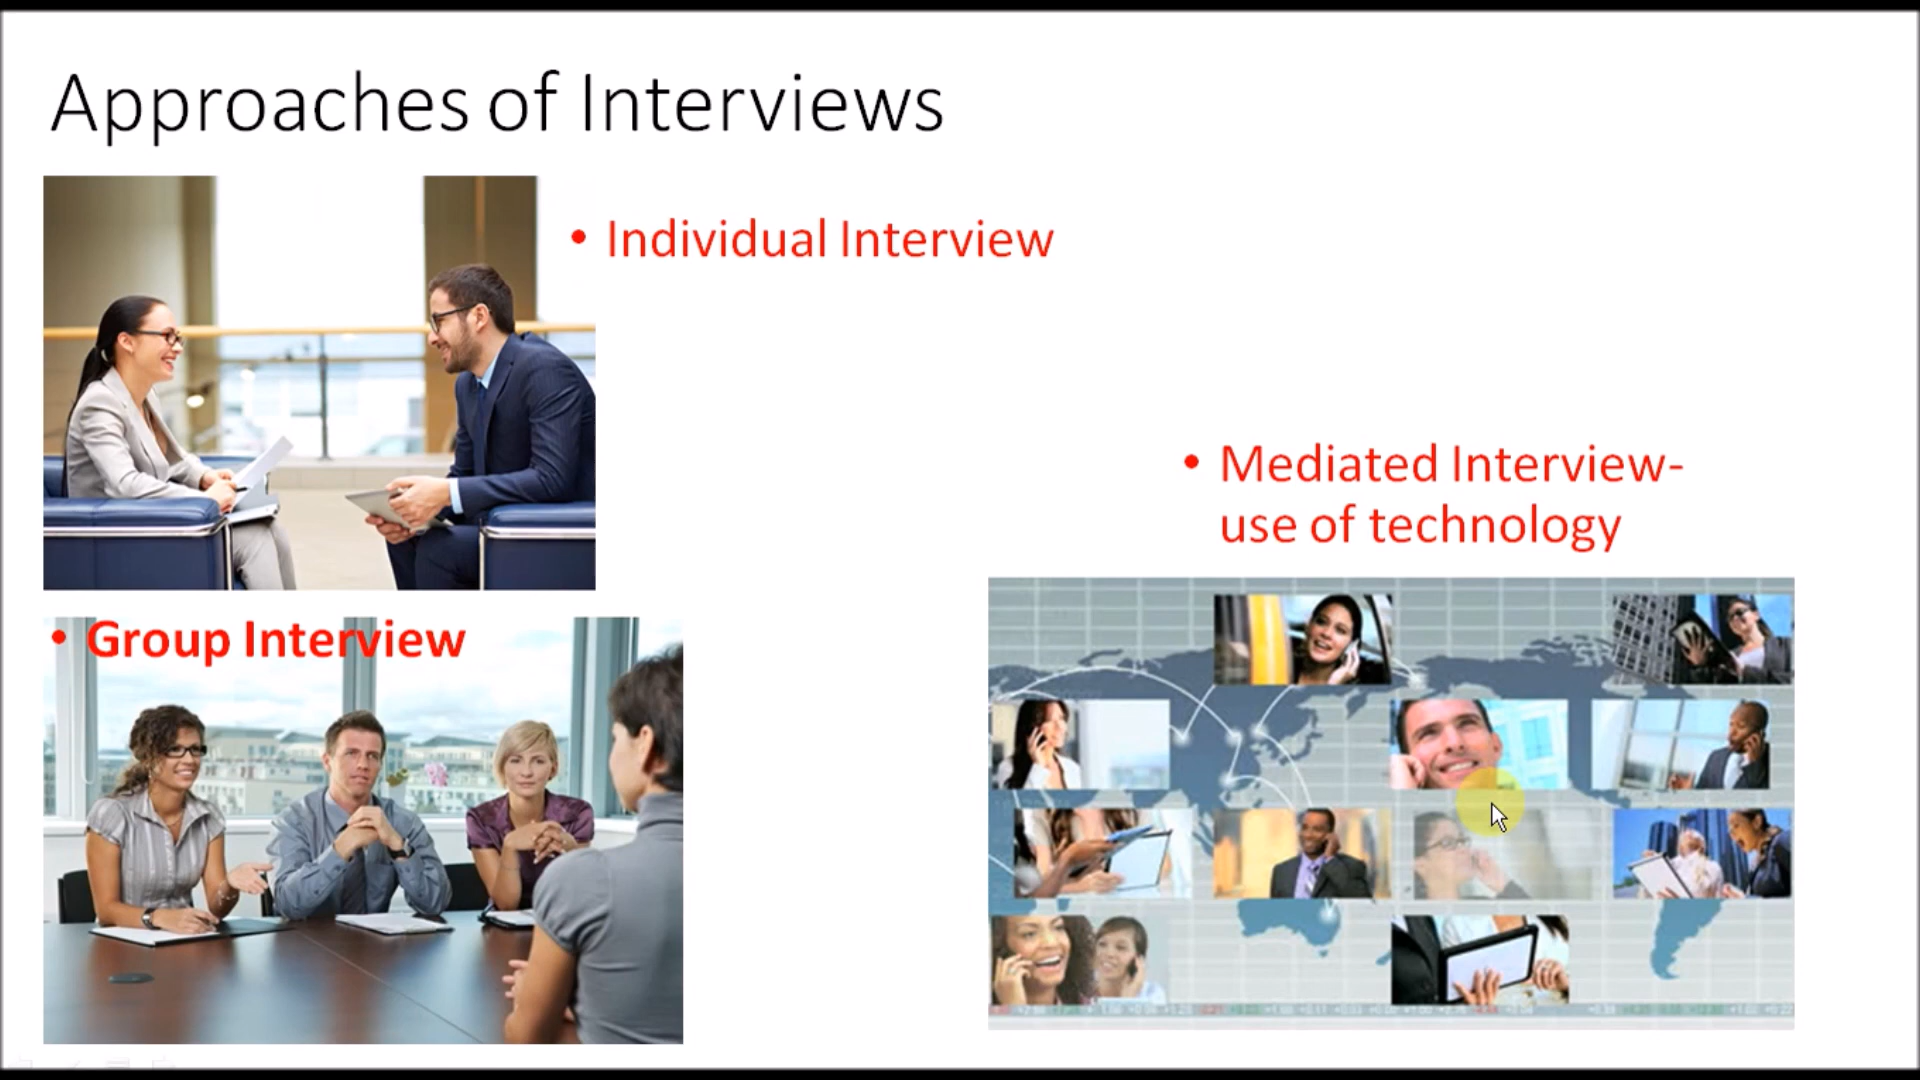 Approaches of Interviews
• Individual Interview
• Mediated Interview-
use of technology
• Group Interview